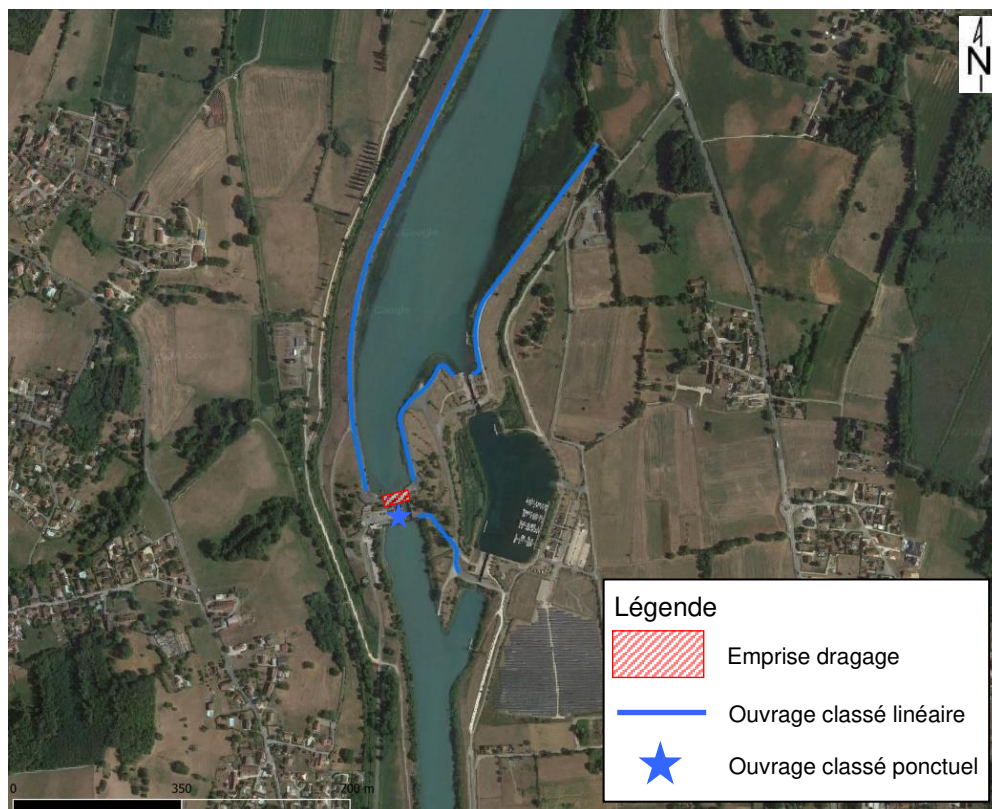 N
Légende
Emprise dragage
Ouvrage classé linéaire
Ouvrage classé ponctuel
0
350
700 m